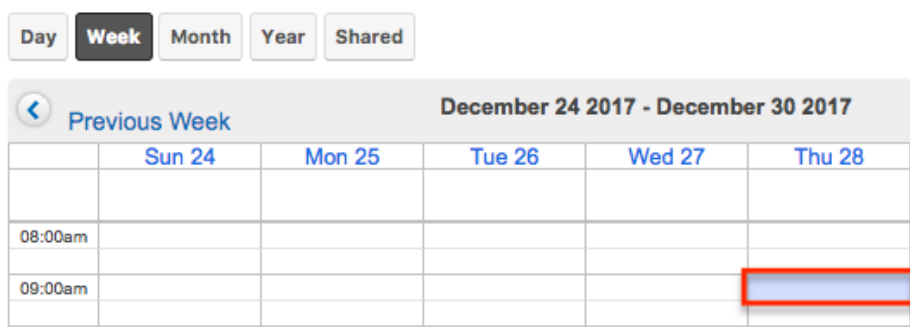 Day Week Month Year Shared
December 24 2017 - December 30 2017
Previous Week
Sun 24 Mon 25 Tue 26 Wed 27 Thu 28
08:00am
09:00am